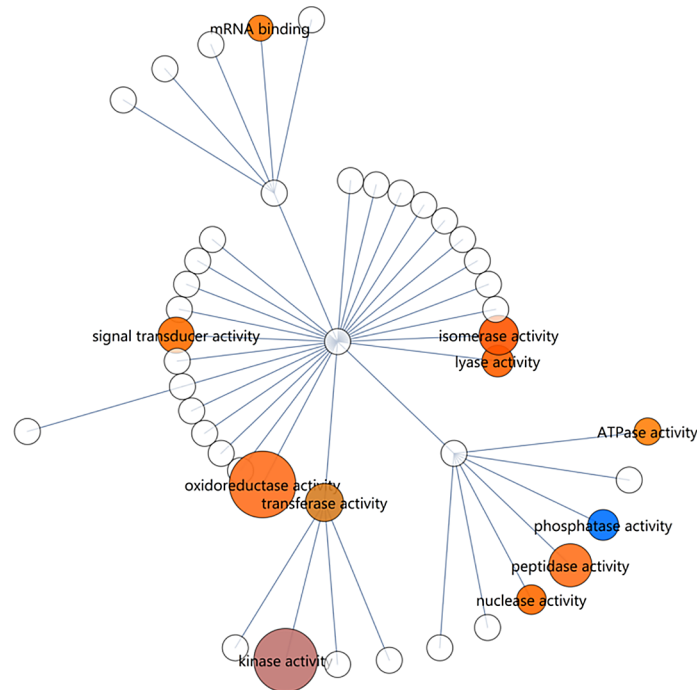 mRNA binding
signal transducer activity
isomerase activity
lyase activity
ATPase activity
oxidoreductase activity
transferase activity
phosphatase activity
peptidase activity
nuclease activity
kinase activity